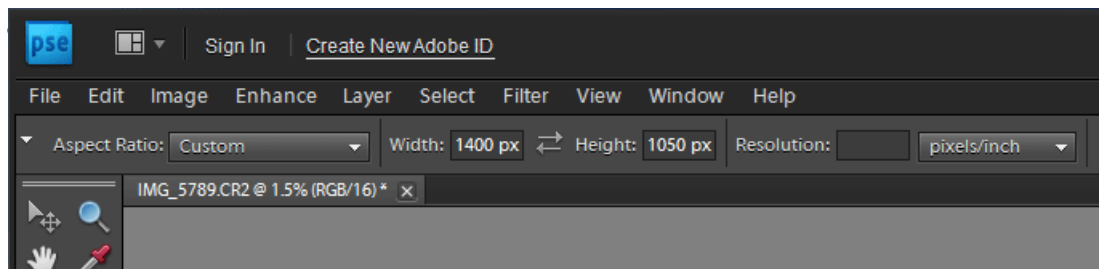 pse Sign In Create New Adobe ID
File Edit Image Enhance Layer Select Filter View Window Help
Aspect Ratio: Custom Width: 1400 px Height: 1050 px Resolution: pixels/inch
IMG_5789.CR2 @ 1.5% (RGB/16) *